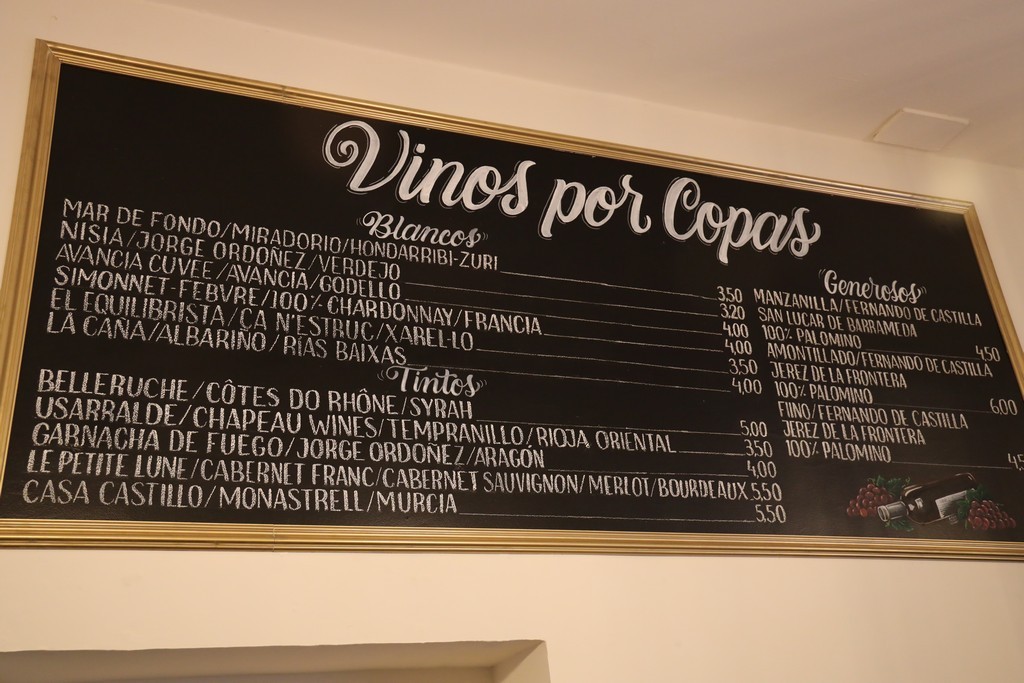 Vinos por Copas
Blancos
MAR DE FONDO/MIRADORIO/HONDARRIBI-ZURI 3,50
NISIA/JORGE ORDOÑEZ/VERDEJO 3,20
AVANCIA CUVEE/AVANCIA/GODELLO 4,00
SIMONNET-FEBVRE/100% CHARDONNAY/FRANCIA 4,00
EL EQUILIBRISTA/CA N'ESTRUC/XAREL·LO 3,50
LA CAÑA/ALBARIÑO/RÍAS BAIXAS 4,00
Tintos
BELLERUCHE/CÔTES DO RHÔNE/SYRAH 5,00
USARRALDE/CHAPEAU WINES/TEMPRANILLO/RIOJA ORIENTAL 3,50
GARNACHA DE FUEGO/JORGE ORDOÑEZ/ARAGÓN 4,00
LE PETITE LUNE/CABERNET FRANC/CABERNET SAUVIGNON/MERLOT/BOURDEAUX 5,50
CASA CASTILLO/MONASTRELL/MURCIA 5,50
"Generosos"
MANZANILLA/FERNANDO DE CASTILLA
SAN LUCAR DE BARRAMEDA
100% PALOMINO 4,50
AMONTILLADO/FERNANDO DE CASTILLA
JEREZ DE LA FRONTERA
100% PALOMINO 6,00
FIINO/FERNANDO DE CASTILLA
JEREZ DE LA FRONTERA
100% PALOMINO